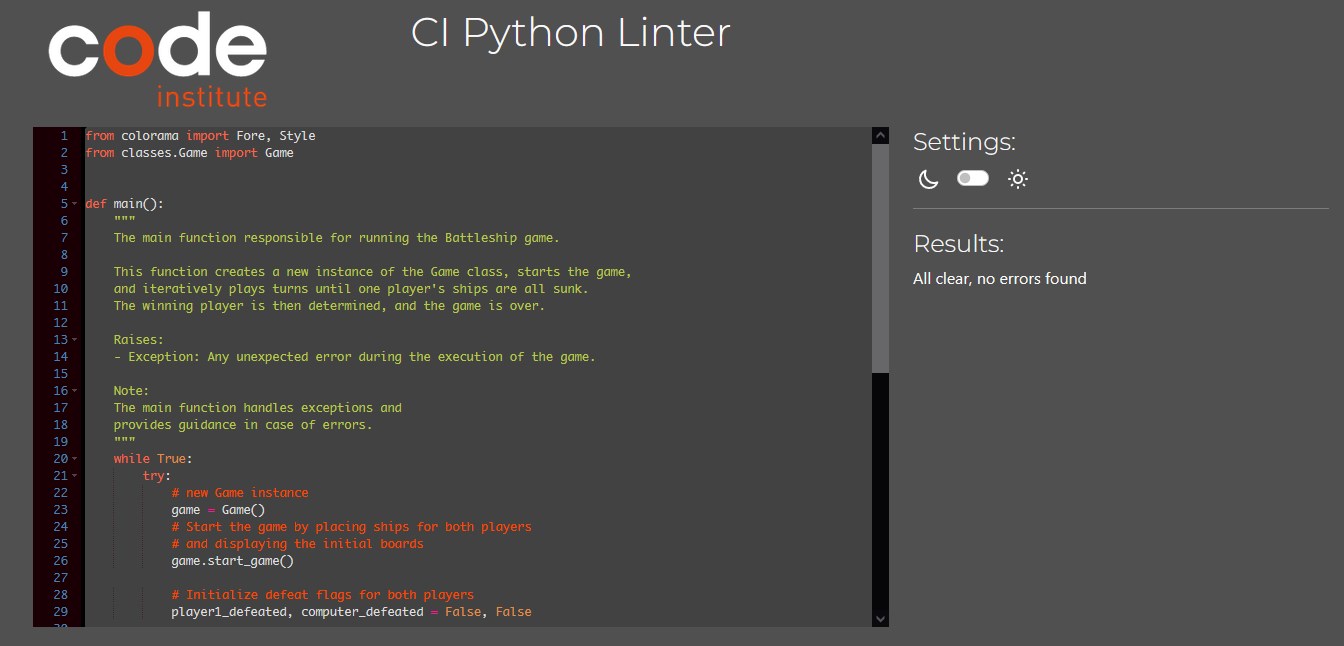 code
institute
CI Python Linter
1 from colorama import Fore, Style
2 from classes.Game import Game
3
4
5 def main():
6 """
7 The main function responsible for running the Battleship game.
8
9 This function creates a new instance of the Game class, starts the game,
10 and iteratively plays turns until one player's ships are all sunk.
11 The winning player is then determined, and the game is over.
12
13 Raises:
14 - Exception: Any unexpected error during the execution of the game.
15
16 Note:
17 The main function handles exceptions and
18 provides guidance in case of errors.
19 """
20 while True:
21 try:
22 # new Game instance
23 game = Game()
24 # Start the game by placing ships for both players
25 # and displaying the initial boards
26 game.start_game()
27
28 # Initialize defeat flags for both players
29 player1_defeated, computer_defeated = False, False
Settings:
Results:
All clear, no errors found